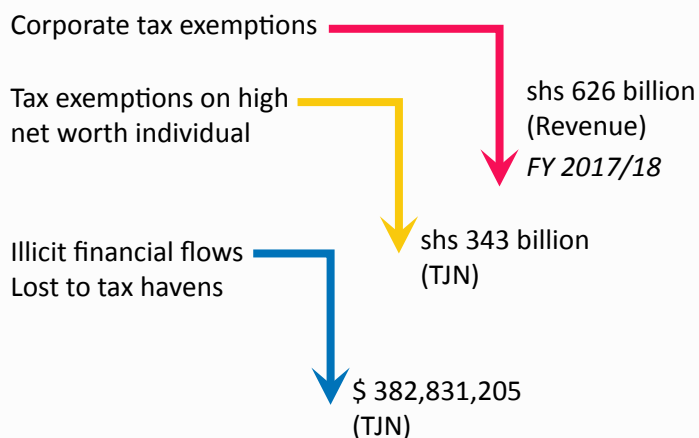 Corporate tax exemptions
shs 626 billion
(Revenue)
FY 2017/18
Tax exemptions on high
net worth individual
shs 343 billion
(TJN)
Illicit financial flows
Lost to tax havens
$ 382,831,205
(TJN)